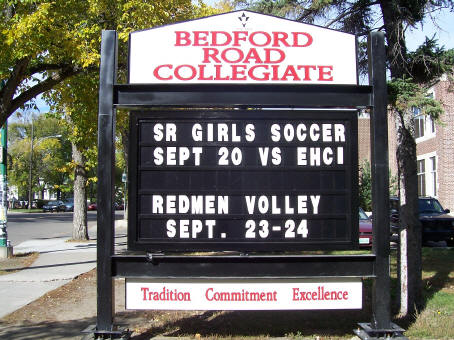 BEDFORD
ROAD
COLLEGIATE
SR GIRLS SOCCER
SEPT 20 VS EHCI
REDMEN VOLLEY
SEPT. 23-24
Tradition Commitment Excellence